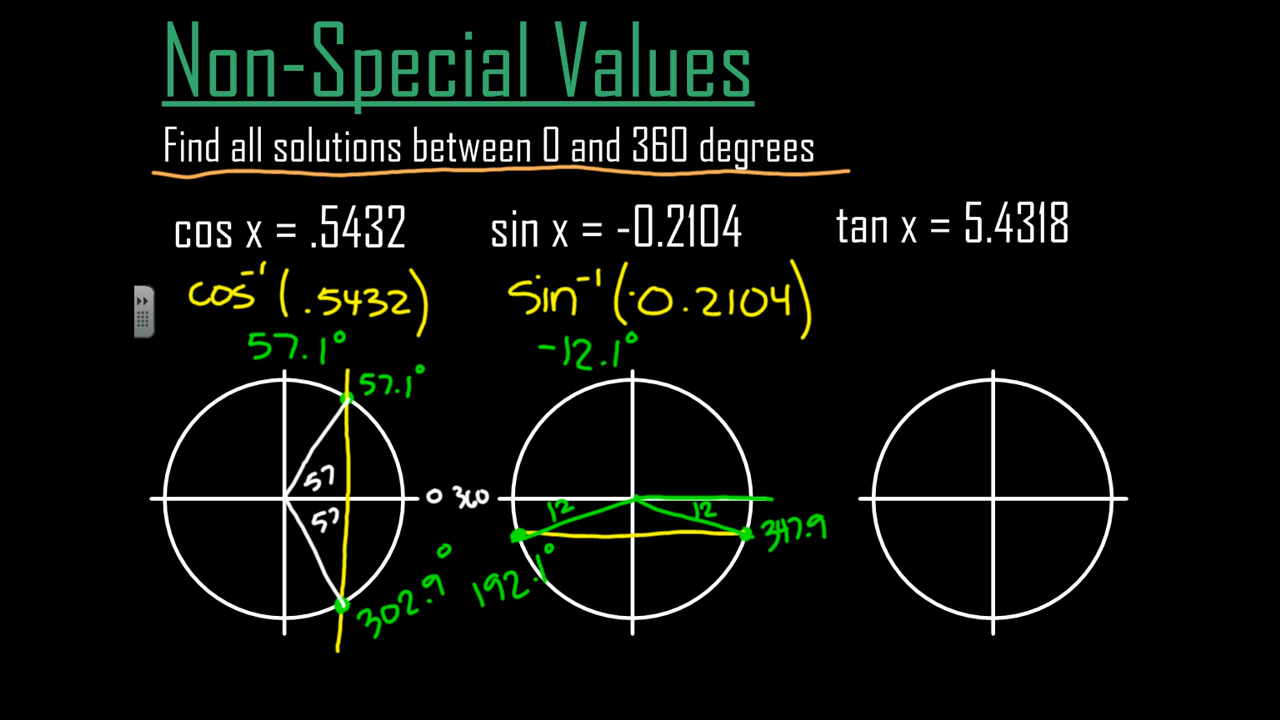 Non-Special Values
Find all solutions between 0 and 360 degrees
cos x = .5432
sin x = -0.2104
tan x = 5.4318
cos⁻¹(.5432)
sin⁻¹(-0.2104)
57.1°
-12.1°
57.1°
57
57
0 360
12
12
347.9
192.1°
302.9°